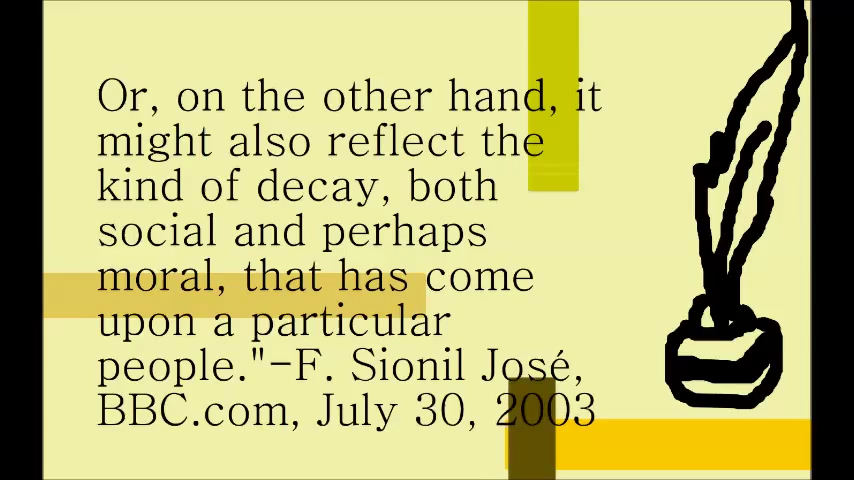 Or, on the other hand, it
might also reflect the
kind of decay, both
social and perhaps
moral, that has come
upon a particular
people."-F. Sionil José,
BBC.com, July 30, 2003